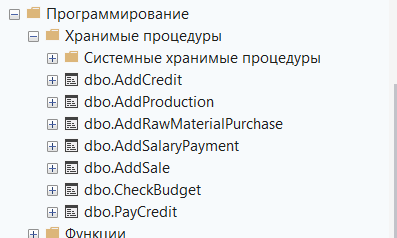 Программирование
Хранимые процедуры
Системные хранимые процедуры
dbo.AddCredit
dbo.AddProduction
dbo.AddRawMaterialPurchase
dbo.AddSalaryPayment
dbo.AddSale
dbo.CheckBudget
dbo.PayCredit
Функции